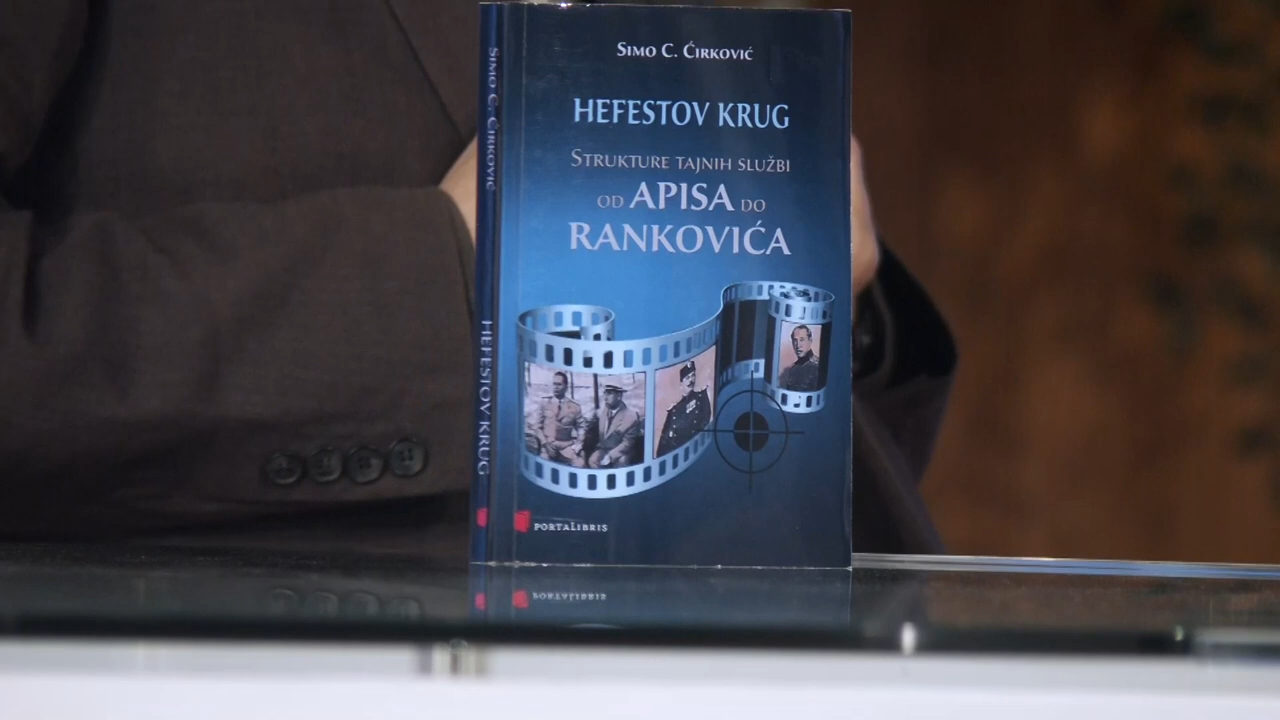 SIMO C. ĆIRKOVIĆ
HEFESTOV KRUG
STRUKTURE TAJNIH SLUŽBI
OD APISA DO
RANKOVIĆA
PORTALIBRIS
SIMO C. ĆIRKOVIĆ
HEFESTOV KRUG